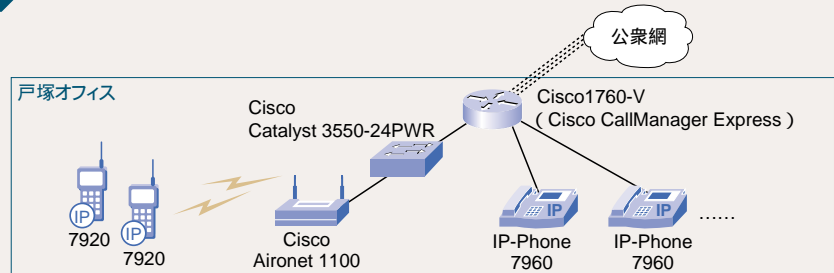 公衆網
戸塚オフィス
Cisco
Catalyst 3550-24PWR
Cisco1760-V
（Cisco CallManager Express）
IP
7920
IP
7920
Cisco
Aironet 1100
IP
IP-Phone
7960
IP
IP-Phone
7960
……